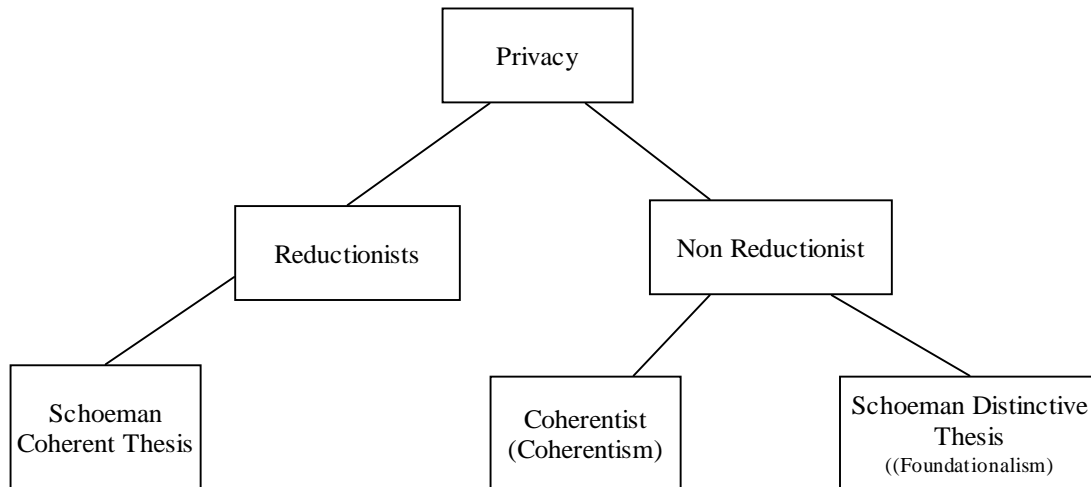 Privacy
Reductionists
Non Reductionist
Schoeman
Coherent Thesis
Coherentist
(Coherentism)
Schoeman Distinctive
Thesis
((Foundationalism)